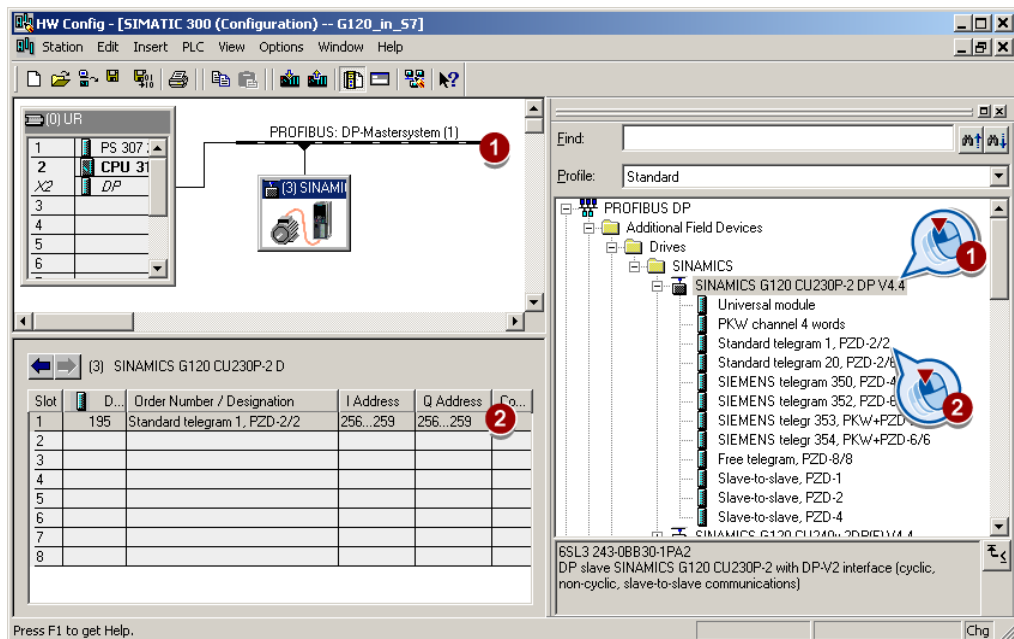 HW Config - [SIMATIC 300 (Configuration) -- G120_in_S7]
Station Edit Insert PLC View Options Window Help
(0) UR
1 PS 307
2 CPU 31
X2 DP
3
4
5
6
PROFIBUS: DP-Mastersystem (1)
1
(3) SINAMI
(3) SINAMICS G120 CU230P-2 D
Slot D... Order Number / Designation I Address Q Address Co...
1 195 Standard telegram 1, PZD-2/2 256...259 256...259
2
2
3
4
5
6
7
8
Find:
Profile: Standard
PROFIBUS DP
Additional Field Devices
Drives
SINAMICS
1
SINAMICS G120 CU230P-2 DP V4.4
Universal module
PKW channel 4 words
Standard telegram 1, PZD-2/2
Standard telegram 20, PZD-2/6
SIEMENS telegram 350, PZD-4
SIEMENS telegram 352, PZD-6
2
SIEMENS telegr 353, PKW+PZD-
SIEMENS telegr 354, PKW+PZD-6/6
Free telegram, PZD-8/8
Slave-to-slave, PZD-1
Slave-to-slave, PZD-2
Slave-to-slave, PZD-4
SINAMICS G120 CU240x-2DP(F) V4.4
6SL3 243-0BB30-1PA2
DP slave SINAMICS G120 CU230P-2 with DP-V2 interface (cyclic,
non-cyclic, slave-to-slave communications)
Press F1 to get Help.
Chg